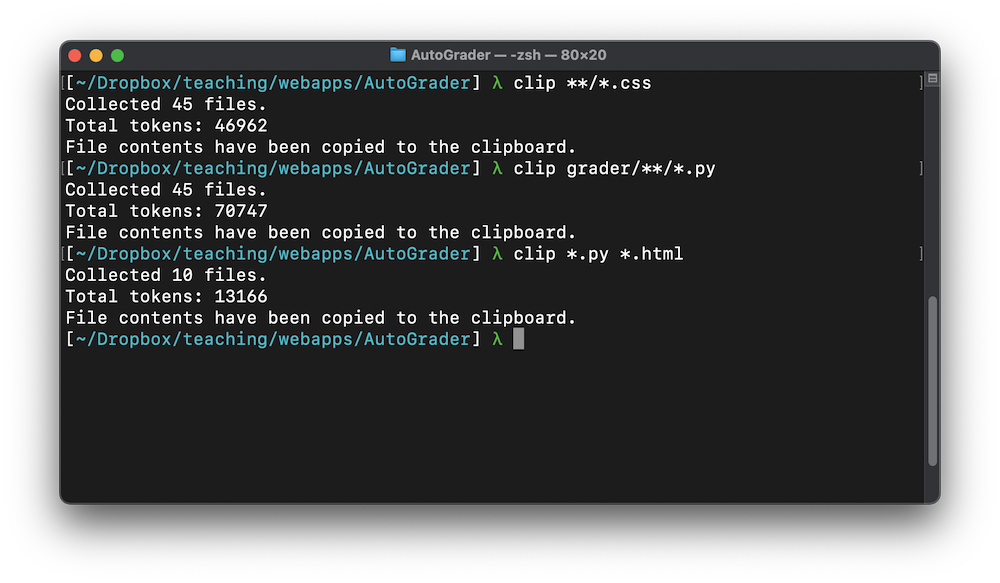 AutoGrader — -zsh — 80×20
[[~/Dropbox/teaching/webapps/AutoGrader] λ clip **/*.css ]
Collected 45 files.
Total tokens: 46962
File contents have been copied to the clipboard.
[[~/Dropbox/teaching/webapps/AutoGrader] λ clip grader/**/*.py ]
Collected 45 files.
Total tokens: 70747
File contents have been copied to the clipboard.
[[~/Dropbox/teaching/webapps/AutoGrader] λ clip *.py *.html ]
Collected 10 files.
Total tokens: 13166
File contents have been copied to the clipboard.
[~/Dropbox/teaching/webapps/AutoGrader] λ